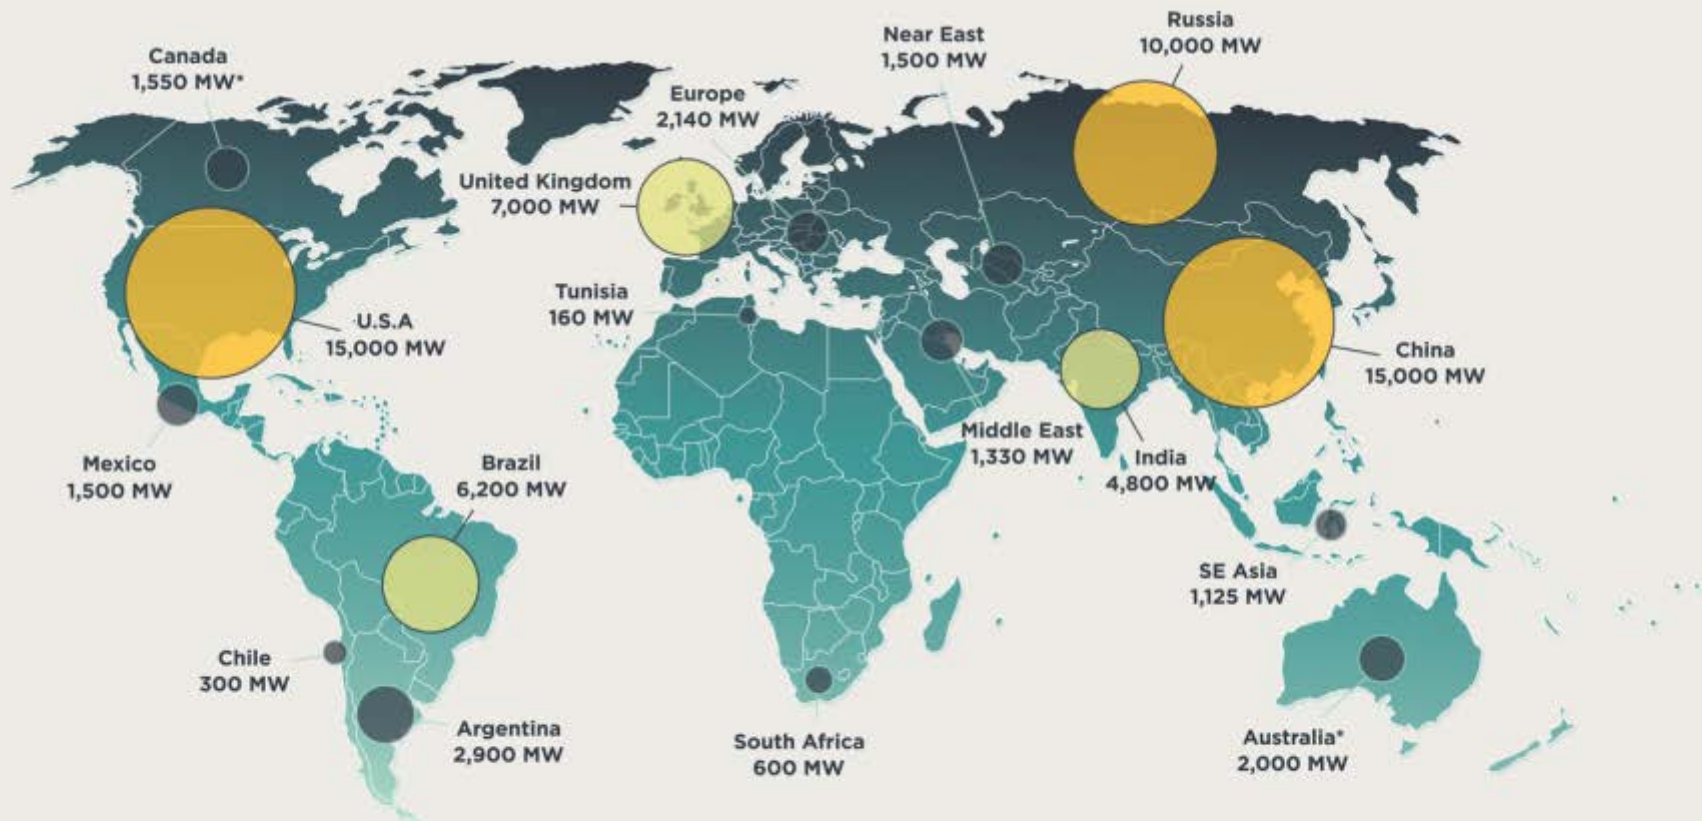 Canada
1,550 MW*
Near East
1,500 MW
Russia
10,000 MW
Europe
2,140 MW
United Kingdom
7,000 MW
Tunisia
160 MW
U.S.A
15,000 MW
China
15,000 MW
Mexico
1,500 MW
Brazil
6,200 MW
Middle East
1,330 MW
India
4,800 MW
SE Asia
1,125 MW
Chile
300 MW
Argentina
2,900 MW
South Africa
600 MW
Australia*
2,000 MW